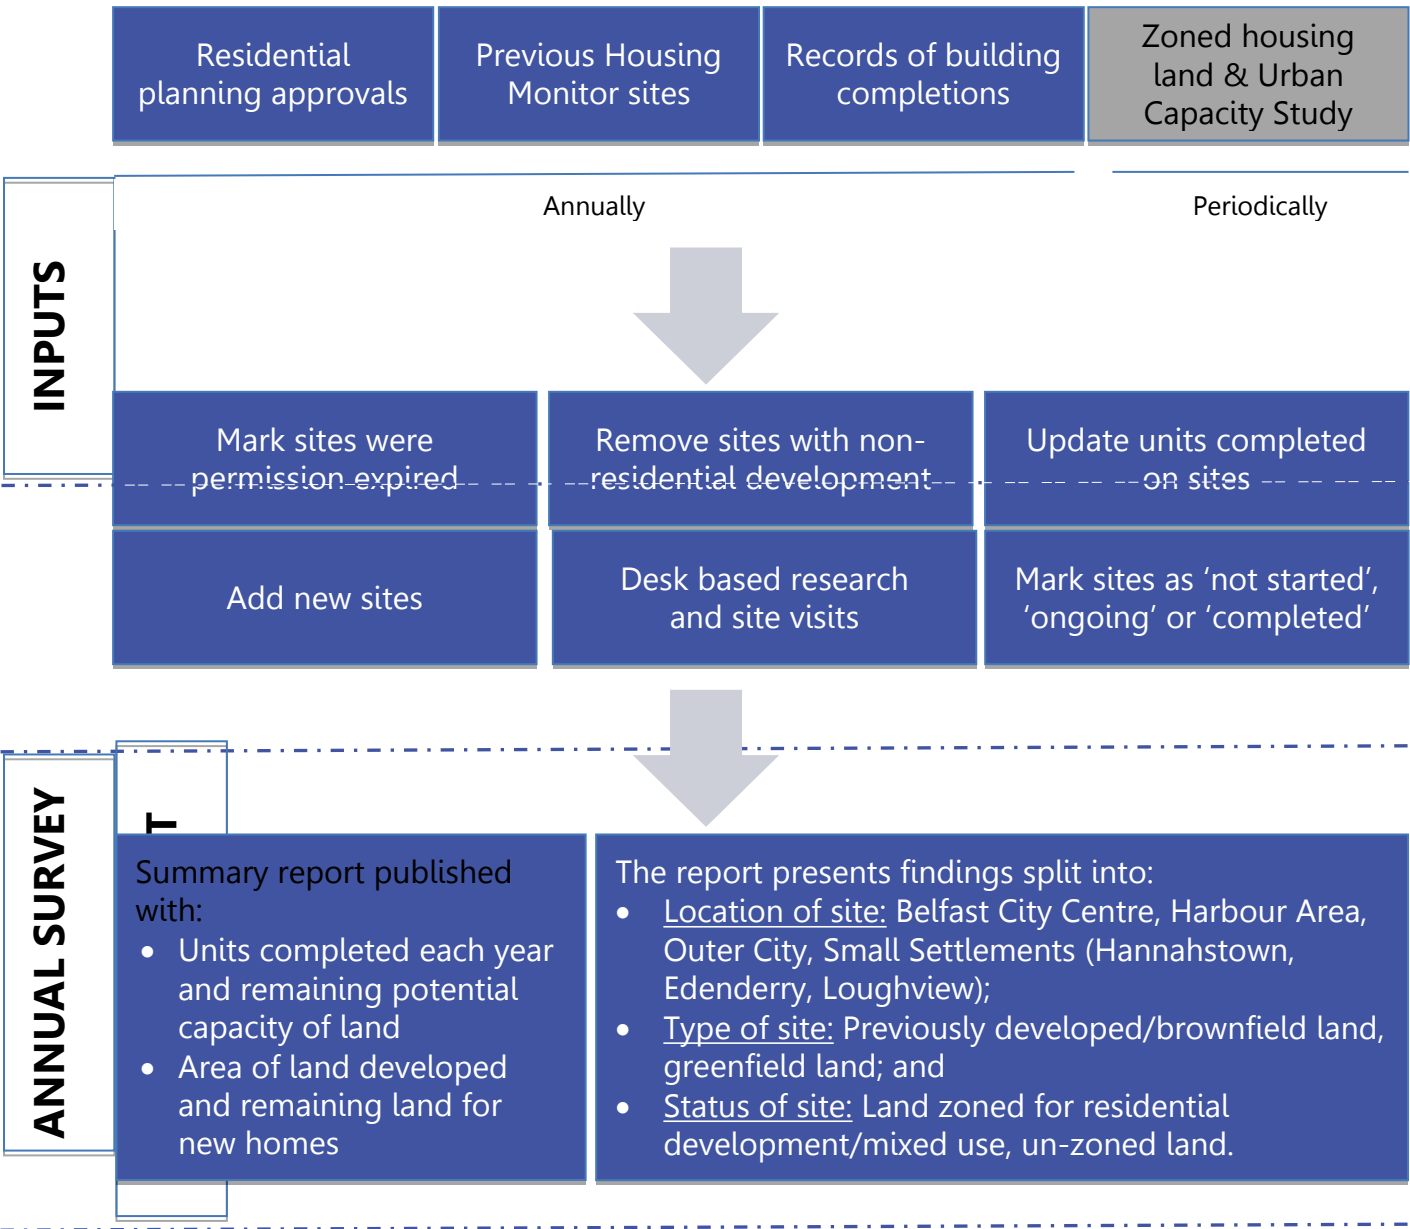 Residential
planning approvals
Previous Housing
Monitor sites
Records of building
completions
Zoned housing
land & Urban
Capacity Study
Annually
Periodically
INPUTS
Mark sites were
permission expired
Remove sites with non-
residential development
Update units completed
on sites
Add new sites
Desk based research
and site visits
Mark sites as ‘not started’,
‘ongoing’ or ‘completed’
ANNUAL SURVEY
T
Summary report published
with:
• Units completed each year
and remaining potential
capacity of land
• Area of land developed
and remaining land for
new homes
The report presents findings split into:
• Location of site: Belfast City Centre, Harbour Area,
Outer City, Small Settlements (Hannahstown,
Edenderry, Loughview);
• Type of site: Previously developed/brownfield land,
greenfield land; and
• Status of site: Land zoned for residential
development/mixed use, un-zoned land.